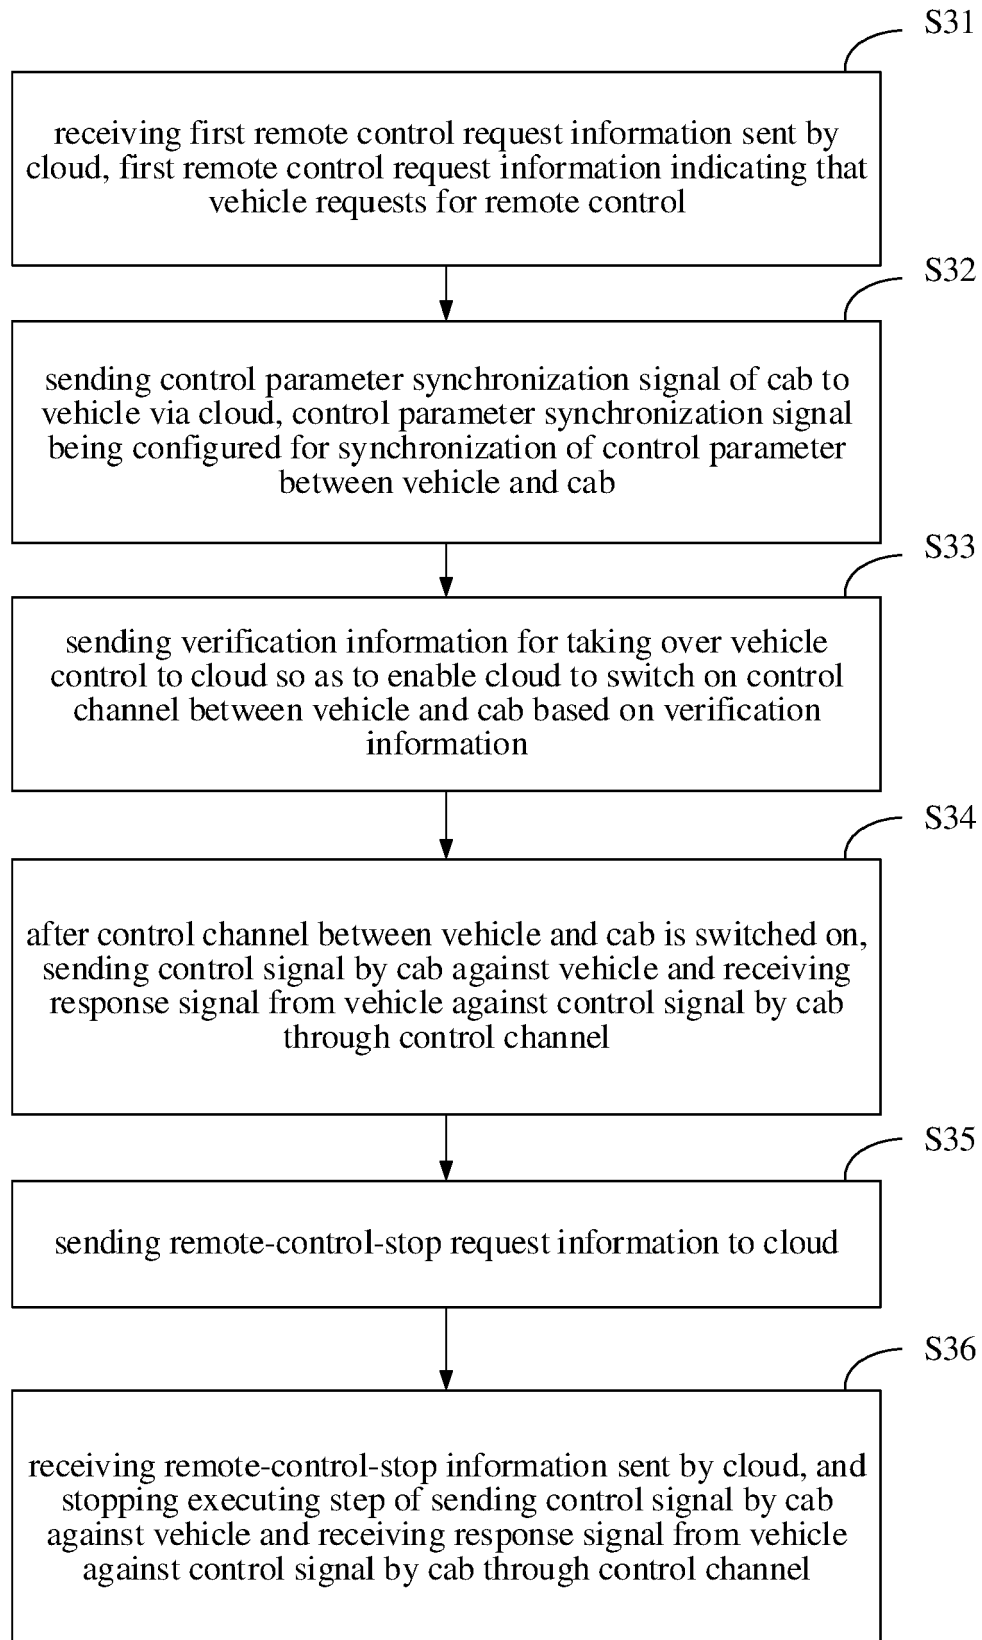 S31
receiving first remote control request information sent by
cloud, first remote control request information indicating that
vehicle requests for remote control
S32
sending control parameter synchronization signal of cab to
vehicle via cloud, control parameter synchronization signal
being configured for synchronization of control parameter
between vehicle and cab
S33
sending verification information for taking over vehicle
control to cloud so as to enable cloud to switch on control
channel between vehicle and cab based on verification
information
S34
after control channel between vehicle and cab is switched on,
sending control signal by cab against vehicle and receiving
response signal from vehicle against control signal by cab
through control channel
S35
sending remote-control-stop request information to cloud
S36
receiving remote-control-stop information sent by cloud, and
stopping executing step of sending control signal by cab
against vehicle and receiving response signal from vehicle
against control signal by cab through control channel